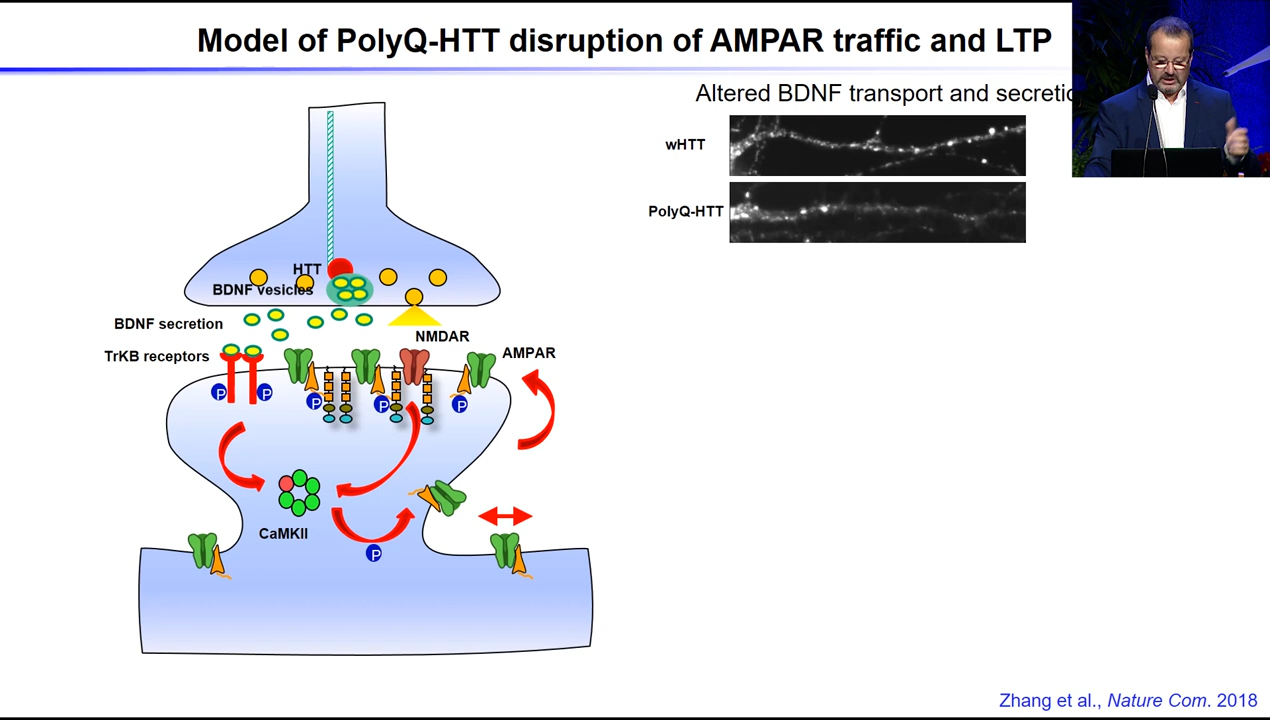 Model of PolyQ-HTT disruption of AMPAR traffic and LTP
Altered BDNF transport and secretio
wHTT
PolyQ-HTT
HTT
BDNF vesicles
BDNF secretion
NMDAR
TrKB receptors
AMPAR
P
P
P
P
P
CaMKII
P
Zhang et al., Nature Com. 2018